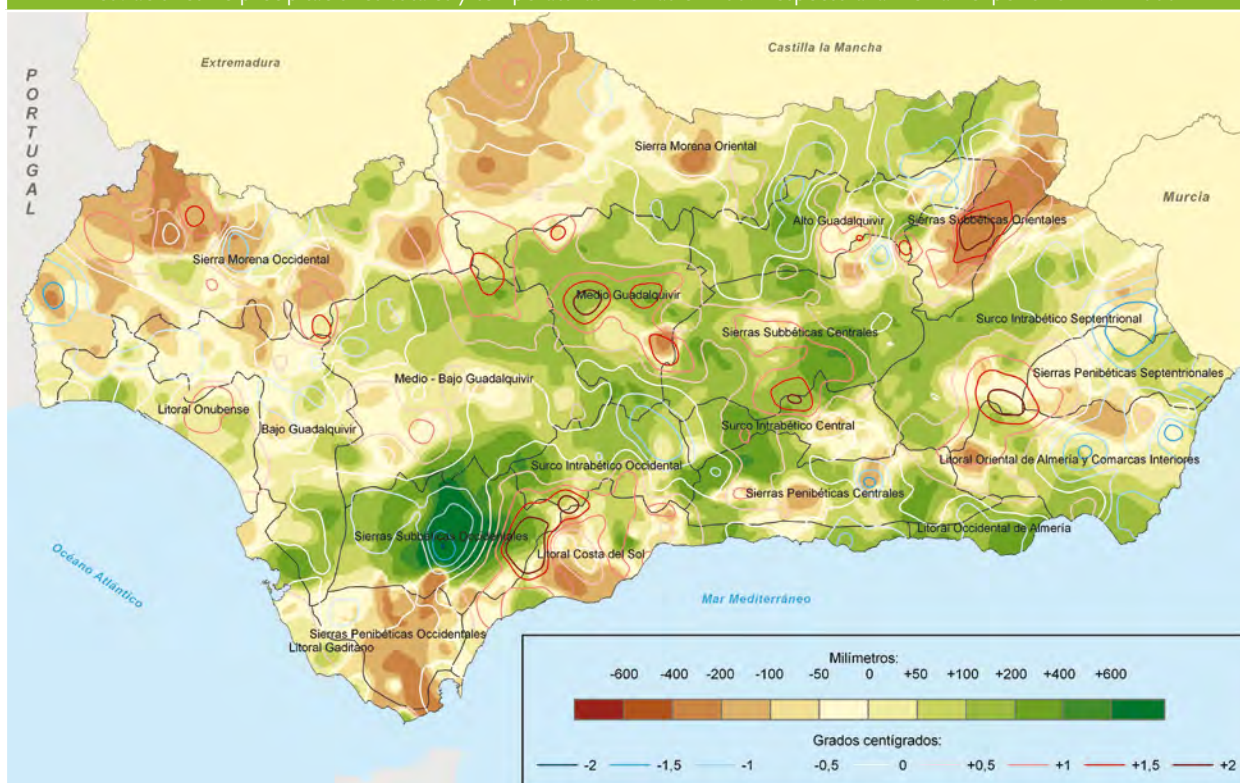 Extremadura
Castilla la Mancha
PORTUGAL
Murcia
Sierra Morena Oriental
Alto Guadalquivir
Sierras Subbéticas Orientales
Sierra Morena Occidental
Medio Guadalquivir
Surco Intrabético Septentrional
Sierras Subbéticas Centrales
Sierras Penibéticas Septentrionales
Medio - Bajo Guadalquivir
Litoral Onubense
Bajo Guadalquivir
Surco Intrabético Central
Surco Intrabético Occidental
Litoral Oriental de Almería y Comarcas Interiores
Sierras Penibéticas Centrales
Litoral Occidental de Almería
Sierras Subbéticas Occidentales
Litoral Costa del Sol
Océano Atlántico
Mar Mediterráneo
Sierras Penibéticas Occidentales
Litoral Gaditano
Milímetros:
-600 -400 -200 -100 -50 0 +50 +100 +200 +400 +600
Grados centígrados:
-2 -1,5 -1 -0,5 0 +0,5 +1 +1,5 +2